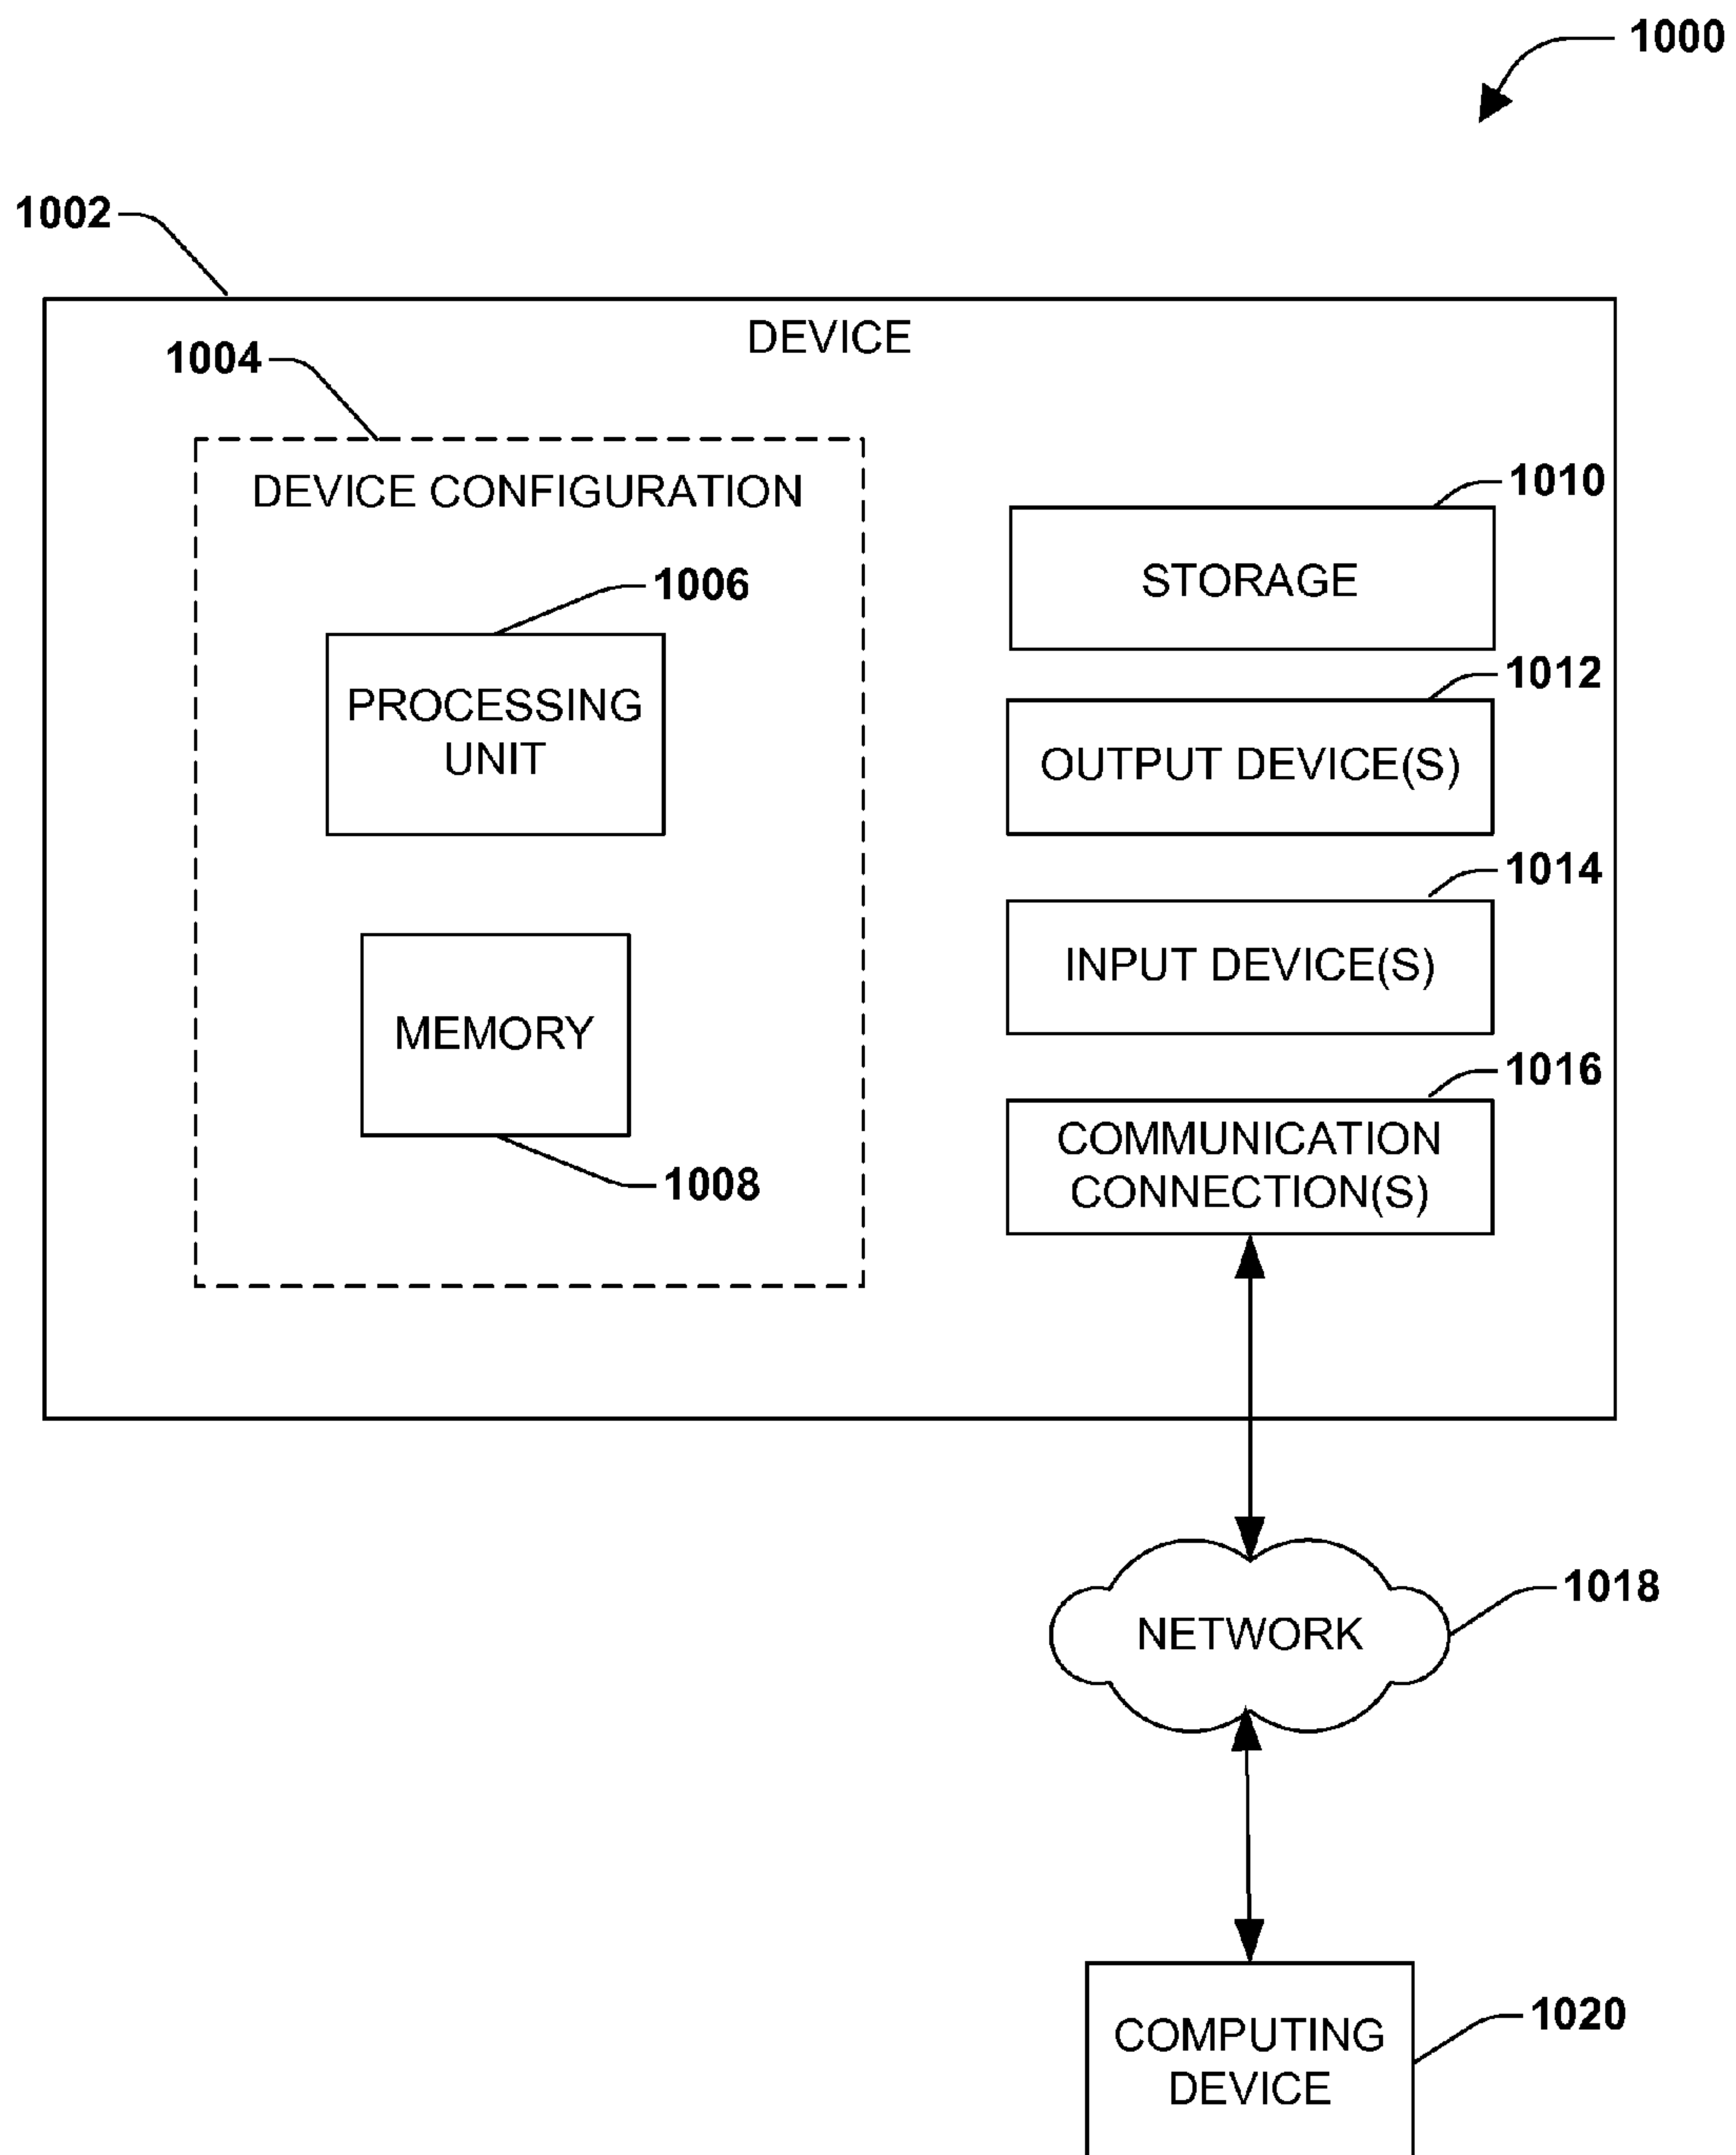 1000
1002
DEVICE
1004
DEVICE CONFIGURATION
1006
PROCESSING
UNIT
MEMORY
1008
1010
STORAGE
1012
OUTPUT DEVICE(S)
1014
INPUT DEVICE(S)
1016
COMMUNICATION
CONNECTION(S)
1018
NETWORK
1020
COMPUTING
DEVICE